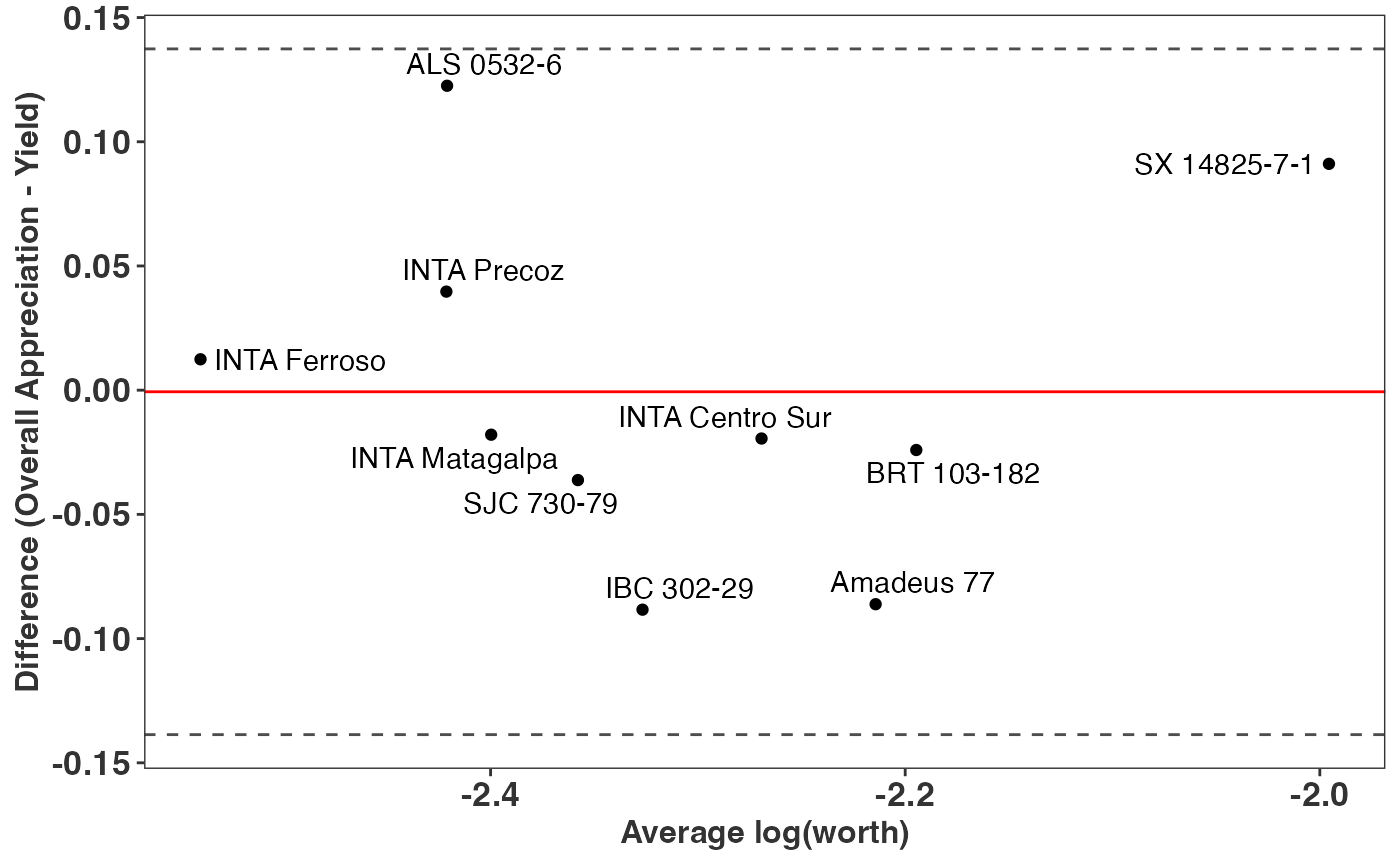 0.15
0.10
0.05
0.00
-0.05
-0.10
-0.15
Difference (Overall Appreciation - Yield)
ALS 0532-6
SX 14825-7-1
INTA Precoz
INTA Ferroso
INTA Centro Sur
INTA Matagalpa
BRT 103-182
SJC 730-79
IBC 302-29
Amadeus 77
-2.4
-2.2
-2.0
Average log(worth)